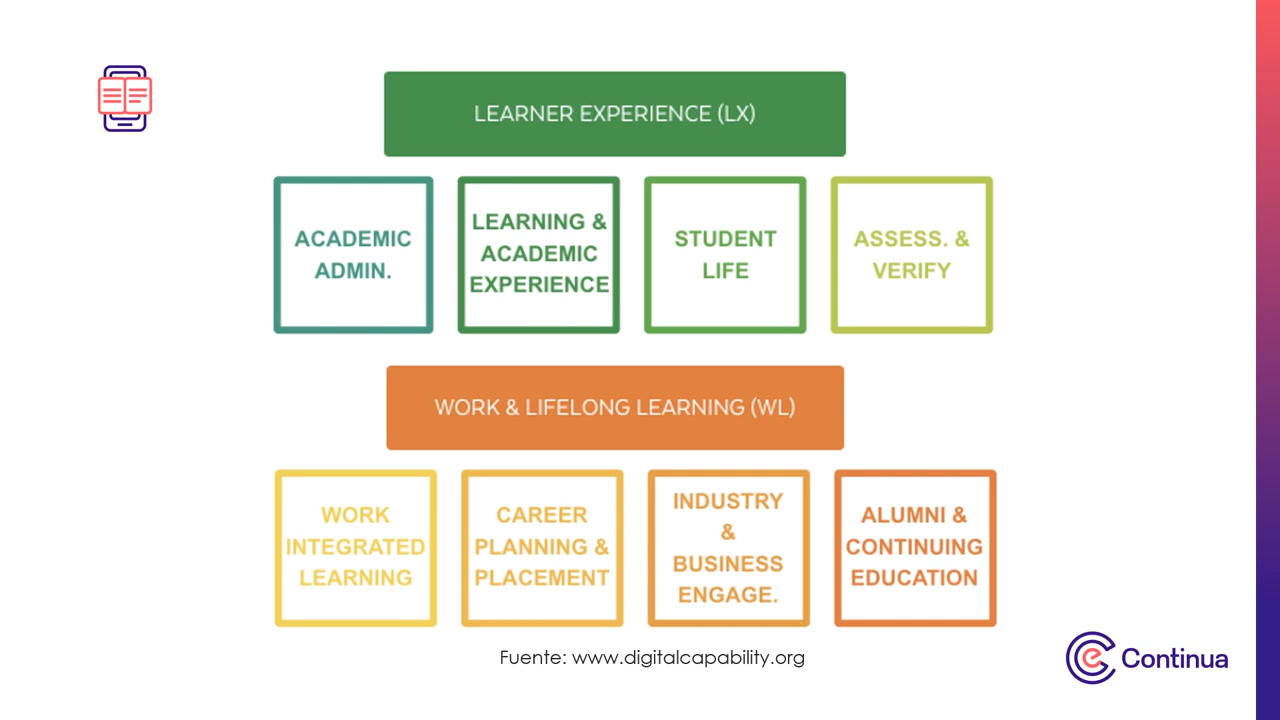 LEARNER EXPERIENCE (LX)
ACADEMIC
ADMIN.
LEARNING &
ACADEMIC
EXPERIENCE
STUDENT
LIFE
ASSESS. &
VERIFY
WORK & LIFELONG LEARNING (WL)
WORK
INTEGRATED
LEARNING
CAREER
PLANNING &
PLACEMENT
INDUSTRY
&
BUSINESS
ENGAGE.
ALUMNI &
CONTINUING
EDUCATION
Fuente: www.digitalcapability.org
Continua